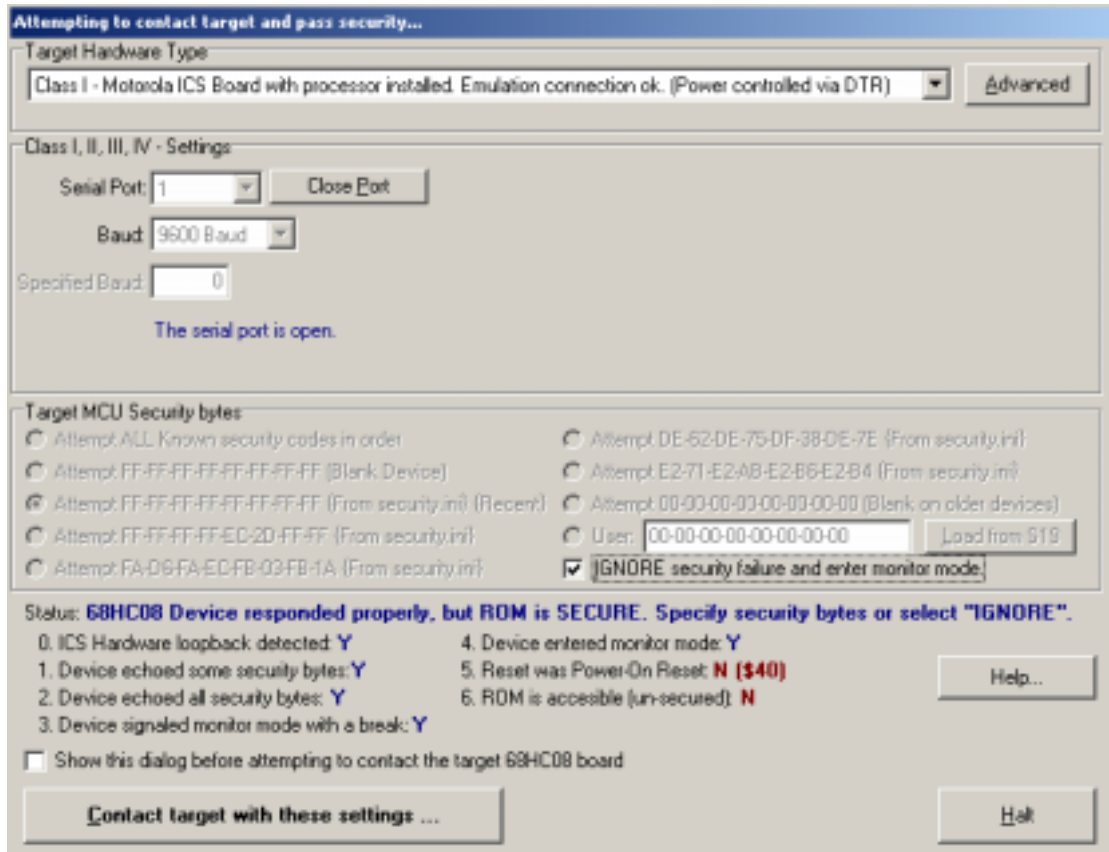 Attempting to contact target and pass security...
Target Hardware Type
Class I - Motorola ICS Board with processor installed. Emulation connection ok. (Power controlled via DTR)
Advanced
Class I, II, III, IV - Settings
Serial Port: 1
Close Port
Baud: 9600 Baud
Specified Baud: 0
The serial port is open.
Target MCU Security bytes
Attempt ALL Known security codes in order
Attempt FF-FF-FF-FF-FF-FF-FF-FF (Blank Device)
Attempt FF-FF-FF-FF-FF-FF-FF-FF {From security.ini} (Recent)
Attempt FF-FF-FF-FF-EC-2D-FF-FF {From security.ini}
Attempt FA-D6-FA-EC-FB-03-FB-1A {From security.ini}
Attempt DE-62-DE-75-DF-38-DE-7E {From security.ini}
Attempt E2-71-E2-AB-E2-B6-E2-B4 {From security.ini}
Attempt 00-00-00-00-00-00-00-00 (Blank on older devices)
User: 00-00-00-00-00-00-00-00
Load from S19
IGNORE security failure and enter monitor mode.
Status: 68HC08 Device responded properly, but ROM is SECURE. Specify security bytes or select "IGNORE".
0. ICS Hardware loopback detected: Y
1. Device echoed some security bytes: Y
2. Device echoed all security bytes: Y
3. Device signaled monitor mode with a break: Y
4. Device entered monitor mode: Y
5. Reset was Power-On Reset: N ($40)
6. ROM is accesible (un-secured): N
Help...
Show this dialog before attempting to contact the target 68HC08 board
Contact target with these settings ...
Halt